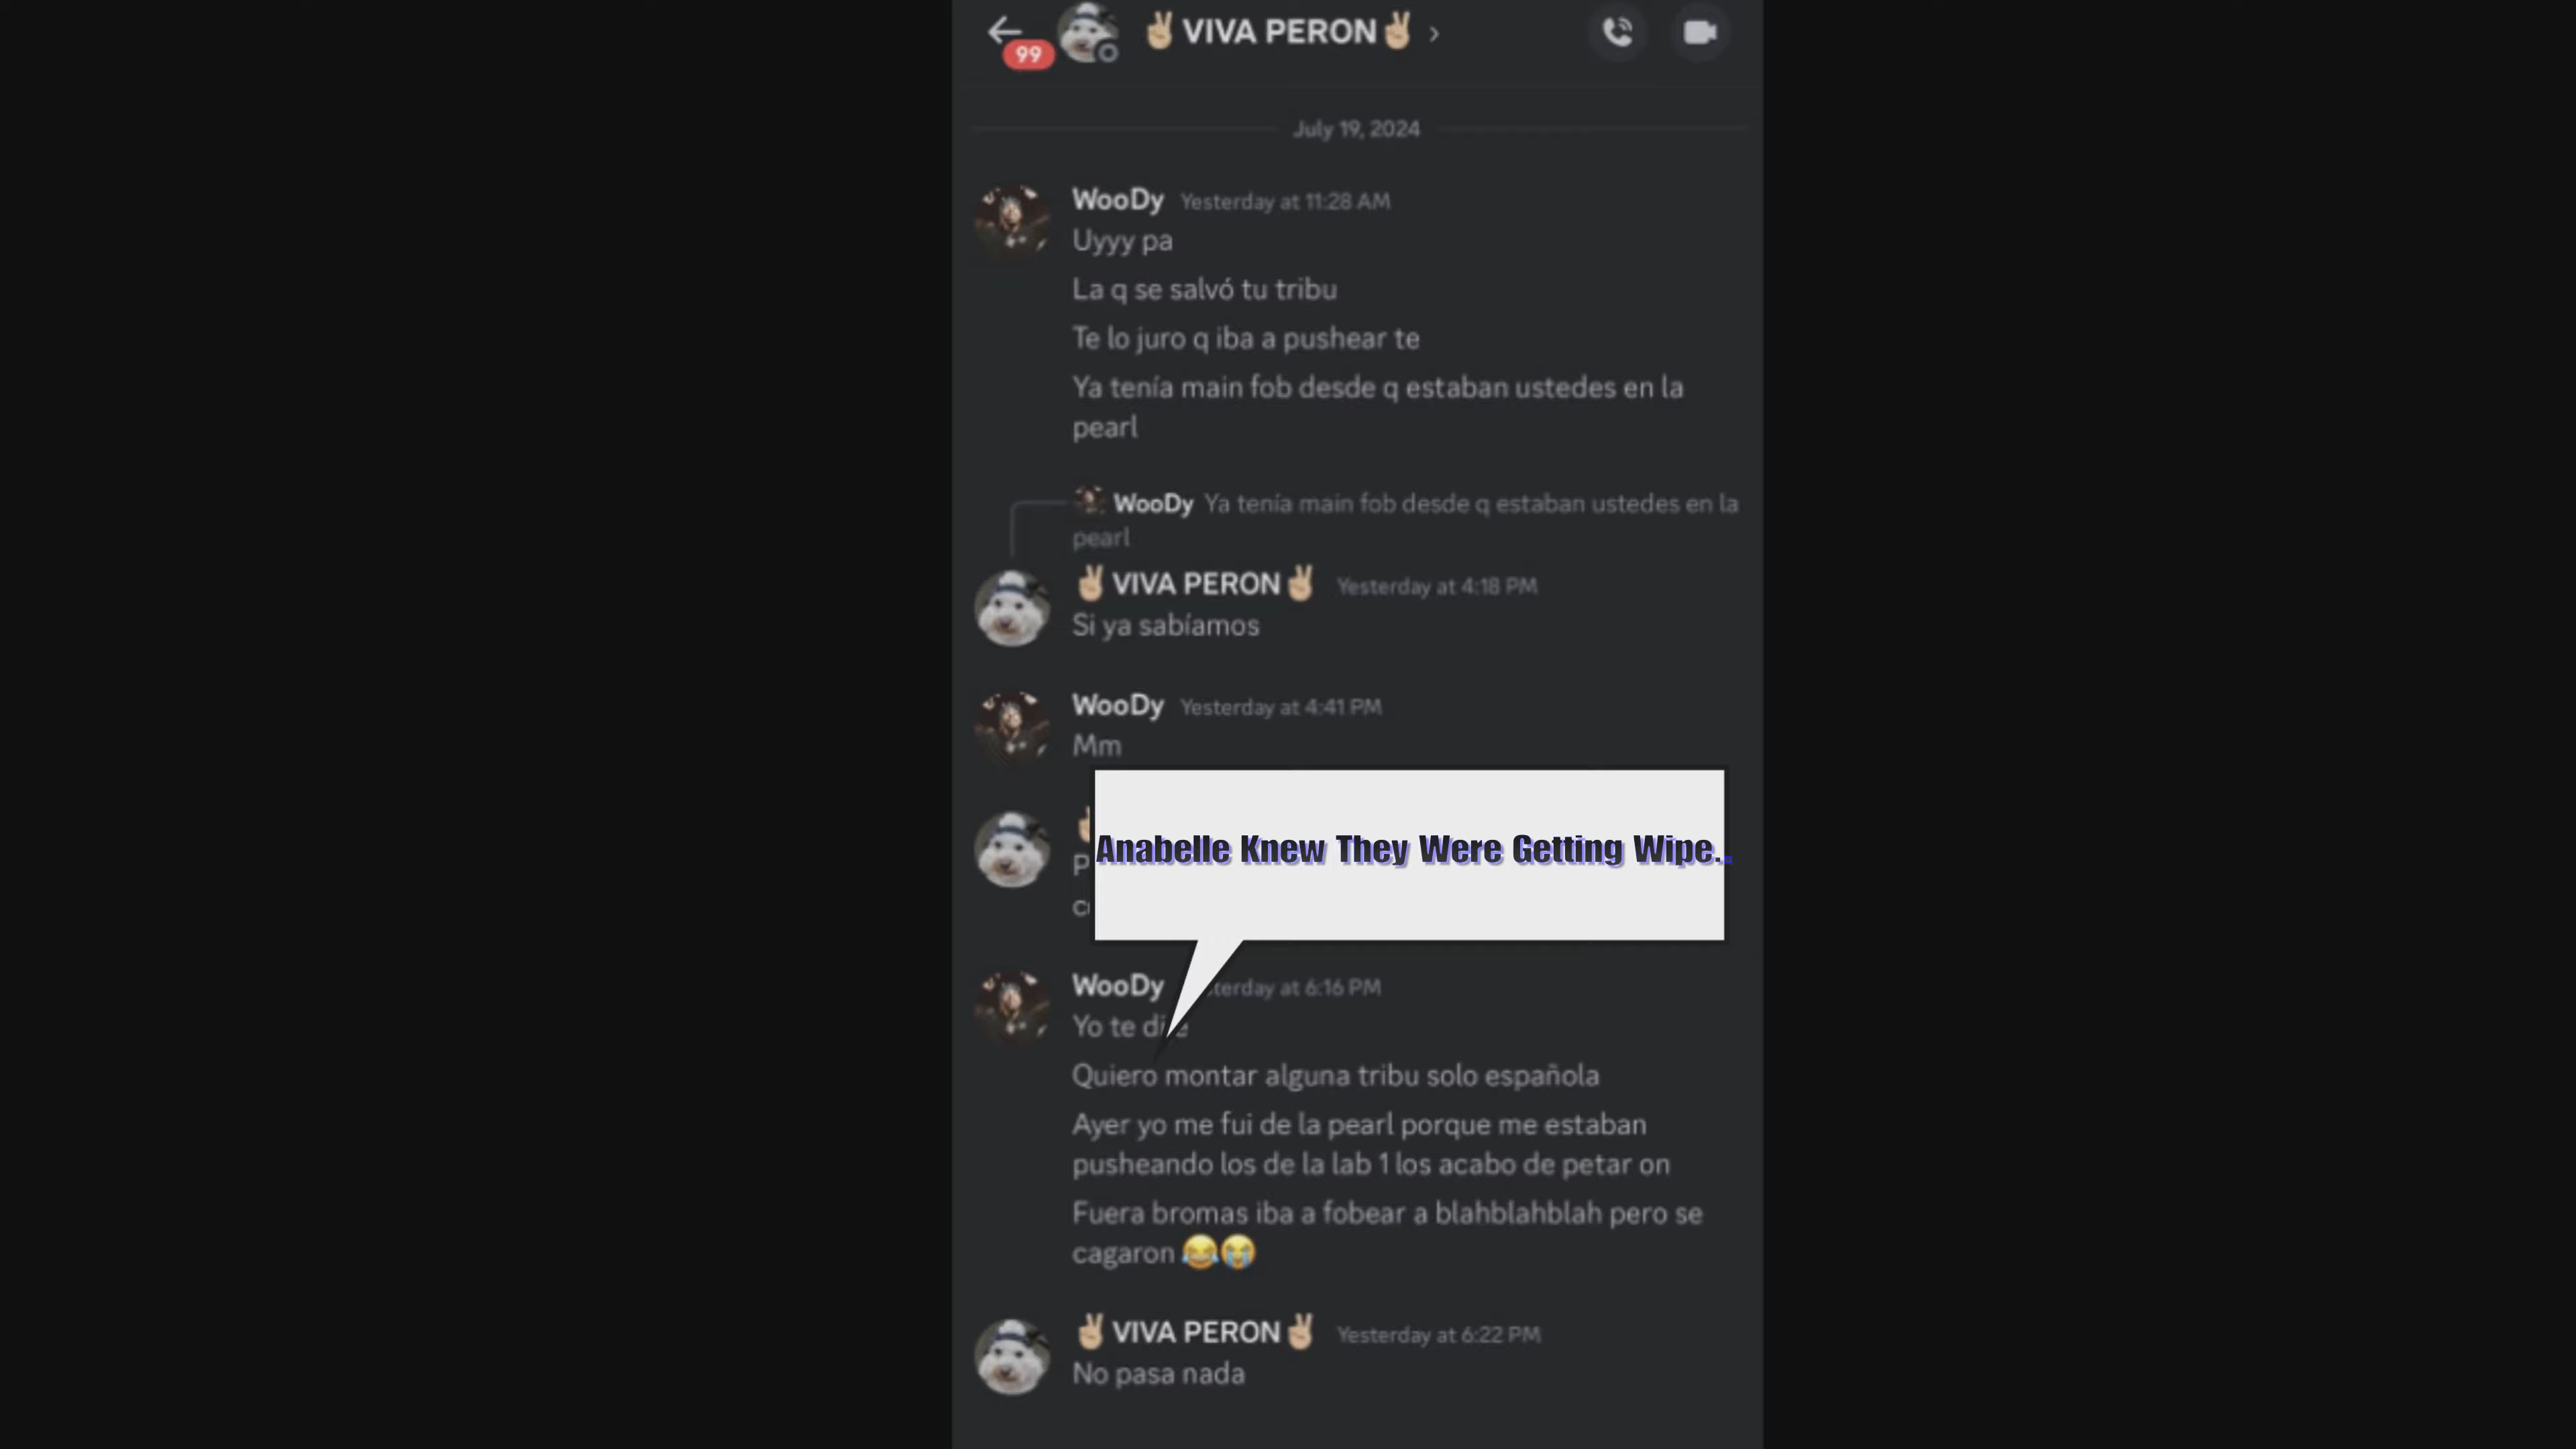 99
✌🏼VIVA PERON✌🏼 ›
July 19, 2024
WooDy Yesterday at 11:28 AM
Uyyy pa
La q se salvó tu tribu
Te lo juro q iba a pushear te
Ya tenía main fob desde q estaban ustedes en la
pearl
WooDy Ya tenía main fob desde q estaban ustedes en la
pearl
✌🏼VIVA PERON✌🏼 Yesterday at 4:18 PM
Si ya sabíamos
WooDy Yesterday at 4:41 PM
Mm
Anabelle Knew They Were Getting Wipe..
WooDy terday at 6:16 PM
Yo te
Quiero montar alguna tribu solo española
Ayer yo me fui de la pearl porque me estaban
pusheando los de la lab 1 los acabo de petar on
Fuera bromas iba a fobear a blahblahblah pero se
cagaron 😂😭
✌🏼VIVA PERON✌🏼 Yesterday at 6:22 PM
No pasa nada